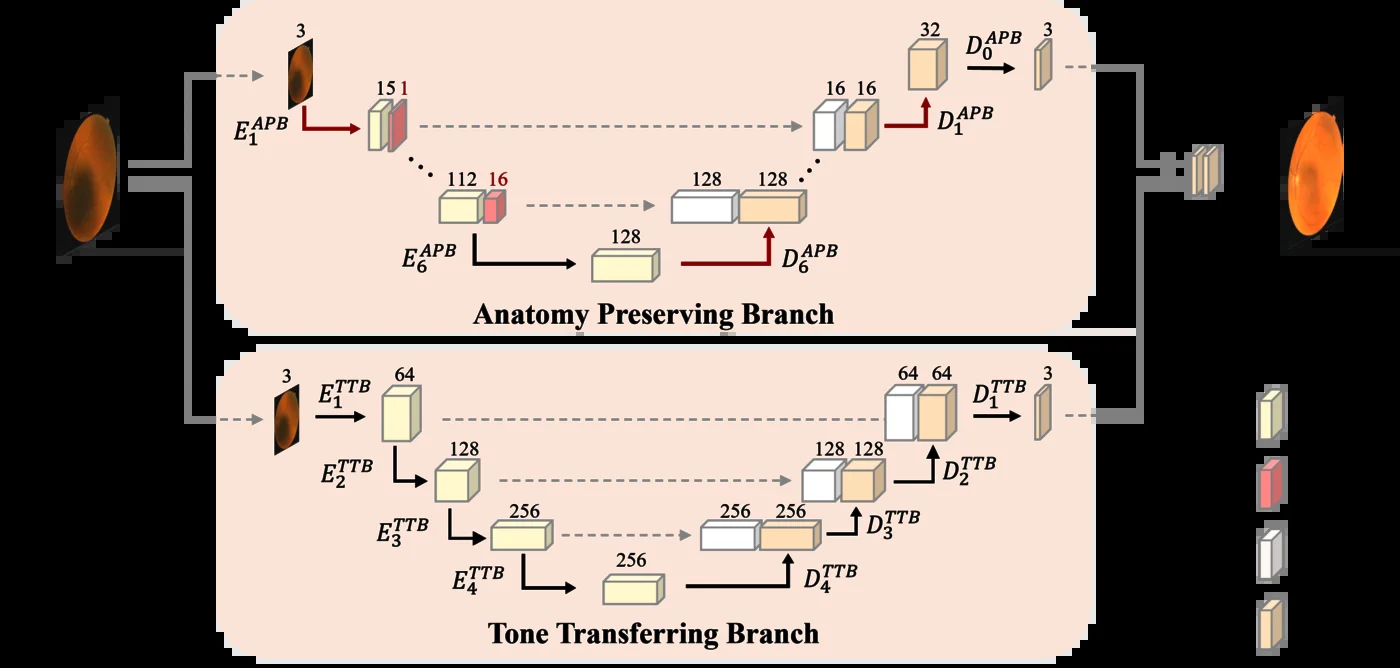 3
E_1^{APB}
15 1
112 16
E_6^{APB}
128
D_6^{APB}
128 128
16 16
D_1^{APB}
32
D_0^{APB}
3
Anatomy Preserving Branch
3
E_1^{TTB}
64
E_2^{TTB}
128
E_3^{TTB}
256
E_4^{TTB}
256
D_4^{TTB}
256 256
D_3^{TTB}
128 128
D_2^{TTB}
64 64
D_1^{TTB}
3
Tone Transferring Branch